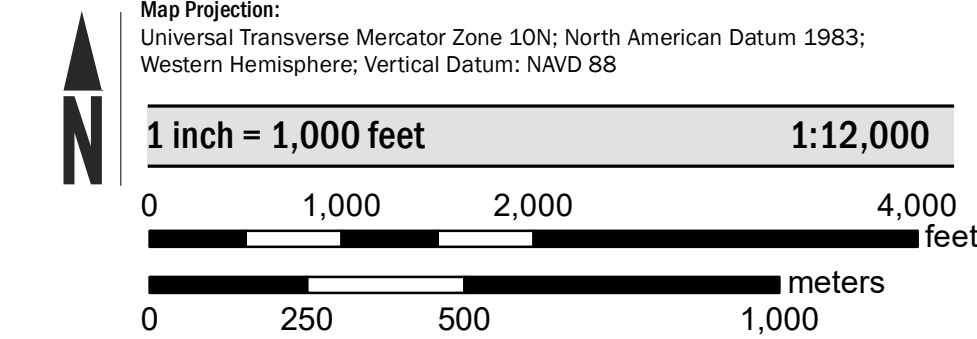 Map Projection:
Universal Transverse Mercator Zone 10N; North American Datum 1983;
Western Hemisphere; Vertical Datum: NAVD 88
N
1 inch = 1,000 feet 1:12,000
0 1,000 2,000 4,000
feet
meters
0 250 500 1,000